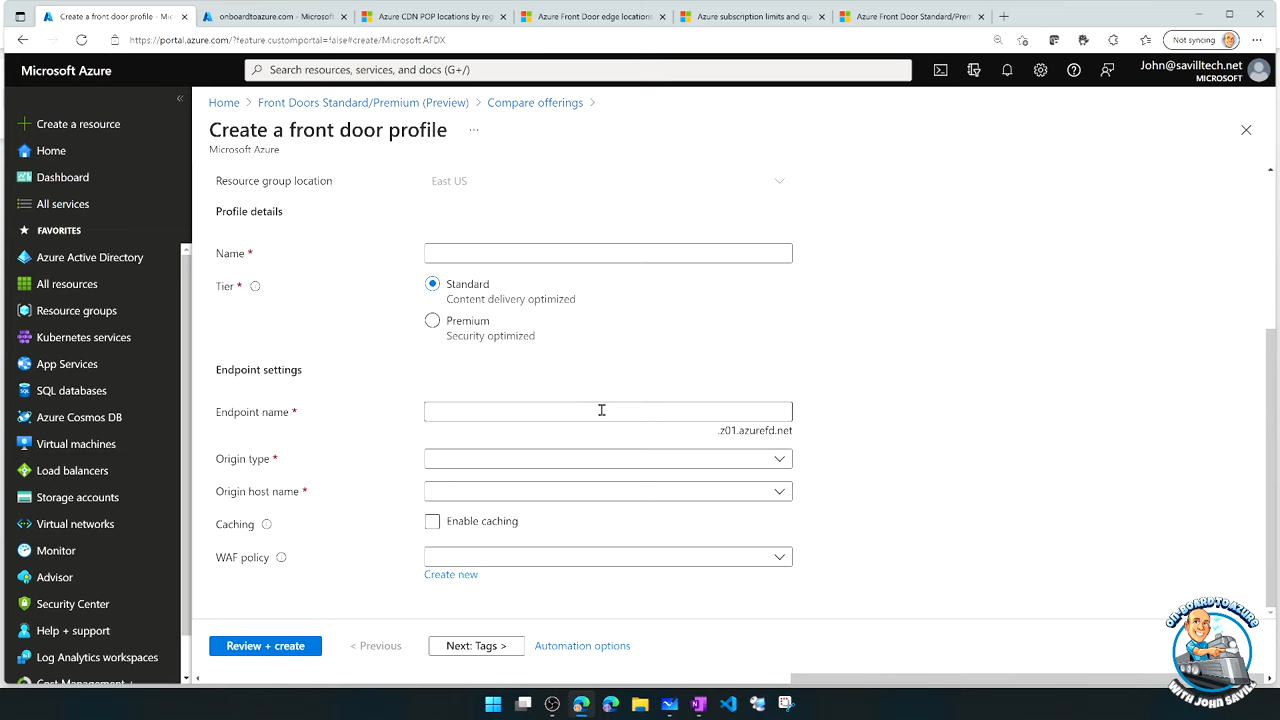 Create a front door profile - Mic
onboardtoazure.com - Microsoft
Azure CDN POP locations by reg
Azure Front Door edge locations
Azure subscription limits and qu
Azure Front Door Standard/Prem
https://portal.azure.com/?feature.customportal=false#create/Microsoft.AFDX
Not syncing
Microsoft Azure
Search resources, services, and docs (G+/)
John@savilltech.net
MICROSOFT
Create a resource
Home
Dashboard
All services
FAVORITES
Azure Active Directory
All resources
Resource groups
Kubernetes services
App Services
SQL databases
Azure Cosmos DB
Virtual machines
Load balancers
Storage accounts
Virtual networks
Monitor
Advisor
Security Center
Help + support
Log Analytics workspaces
Cost Management +
Home > Front Doors Standard/Premium (Preview) > Compare offerings >
Create a front door profile ...
Microsoft Azure
Resource group location
East US
Profile details
Name *
Tier *
Standard
Content delivery optimized
Premium
Security optimized
Endpoint settings
Endpoint name *
.z01.azurefd.net
Origin type *
Origin host name *
Caching
Enable caching
WAF policy
Create new
Review + create
< Previous
Next: Tags >
Automation options
ON-BOARD TO AZURE
WITH JOHN SAVILL